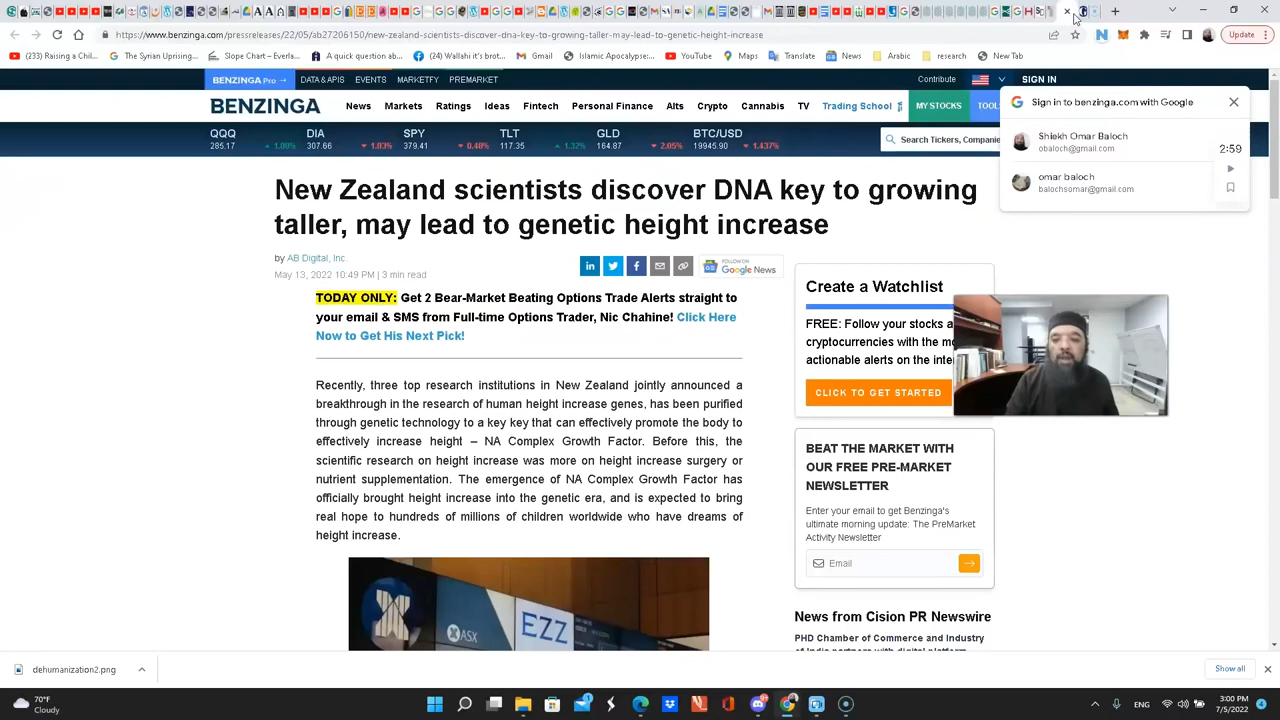 https://www.benzinga.com/pressreleases/22/05/ab27206150/new-zealand-scientists-discover-dna-key-to-growing-taller-may-lead-to-genetic-height-increase
Update
(233) Raising a Chil...
The Syrian Uprising...
Slope Chart – Everla...
A quick question ab...
(24) Wallahi it's brot...
Gmail
Islamic Apocalypse:...
YouTube
Maps
Translate
News
Arabic
research
New Tab
BENZINGA Pro →
DATA & APIS
EVENTS
MARKETFY
PREMARKET
Contribute
SIGN IN
BENZINGA
News
Markets
Ratings
Ideas
Fintech
Personal Finance
Alts
Crypto
Cannabis
TV
Trading School
MY STOCKS
TOOL
Sign in to benzinga.com with Google
Shiekh Omar Baloch
obaloch@gmail.com
omar baloch
balochsomar@gmail.com
2:59
QQQ
285.17 1.00%
DIA
307.66 1.03%
SPY
379.41 0.48%
TLT
117.35 1.32%
GLD
164.87 2.05%
BTC/USD
19945.90 1.437%
Search Tickers, Companie
New Zealand scientists discover DNA key to growing
taller, may lead to genetic height increase
by AB Digital, Inc.
May 13, 2022 10:49 PM | 3 min read
FOLLOW ON
Google News
TODAY ONLY: Get 2 Bear-Market Beating Options Trade Alerts straight to
your email & SMS from Full-time Options Trader, Nic Chahine! Click Here
Now to Get His Next Pick!
Recently, three top research institutions in New Zealand jointly announced a
breakthrough in the research of human height increase genes, has been purified
through genetic technology to a key key that can effectively promote the body to
effectively increase height – NA Complex Growth Factor. Before this, the
scientific research on height increase was more on height increase surgery or
nutrient supplementation. The emergence of NA Complex Growth Factor has
officially brought height increase into the genetic era, and is expected to bring
real hope to hundreds of millions of children worldwide who have dreams of
height increase.
ASX
EZZ
Create a Watchlist
FREE: Follow your stocks a
cryptocurrencies with the mo
actionable alerts on the inte
CLICK TO GET STARTED
BEAT THE MARKET WITH
OUR FREE PRE-MARKET
NEWSLETTER
Enter your email to get Benzinga's
ultimate morning update: The PreMarket
Activity Newsletter
Email
News from Cision PR Newswire
PHD Chamber of Commerce and Industry
of India partners with digital platform
dehumanization2.png
Show all
70°F
Cloudy
ENG
3:00 PM
7/5/2022